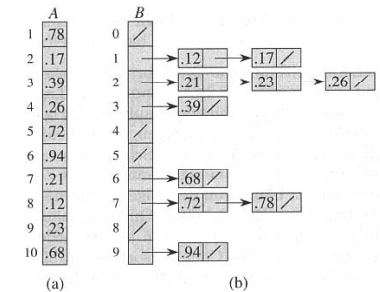 A B
1 .78 0 /
2 .17 1 .12 .17 /
3 .39 2 .21 .23 .26 /
4 .26 3 .39 /
5 .72 4 /
6 .94 5 /
7 .21 6 .68 /
8 .12 7 .72 .78 /
9 .23 8 /
10 .68 9 .94 /
(a) (b)